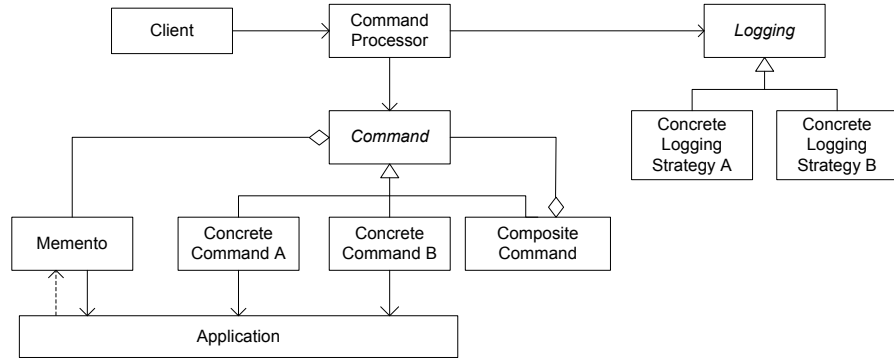 Client
Command
Processor
Logging
Command
Concrete
Logging
Strategy A
Concrete
Logging
Strategy B
Memento
Concrete
Command A
Concrete
Command B
Composite
Command
Application